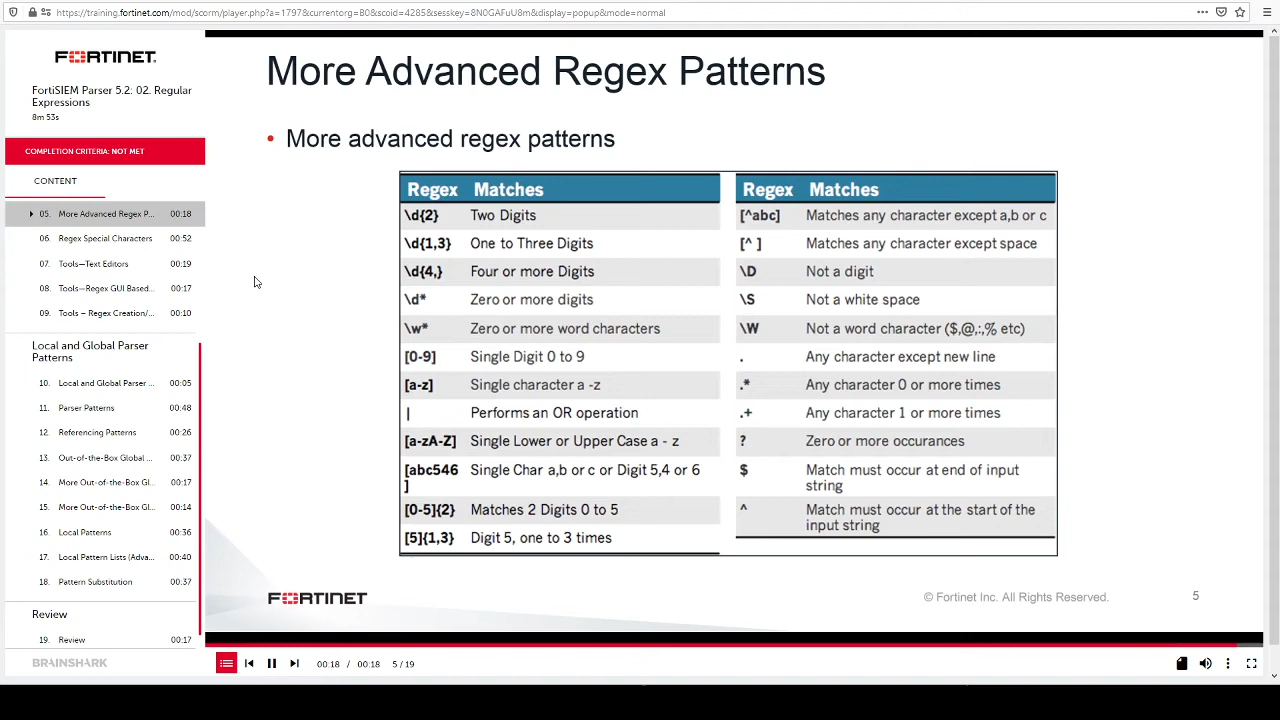 https://training.fortinet.com/mod/scorm/player.php?a=1797&currentorg=B0&scoid=4285&sesskey=8N0GAFuU8m&display=popup&mode=normal
FORTINET
FortiSIEM Parser 5.2: 02. Regular
Expressions
8m 53s
COMPLETION CRITERIA: NOT MET
CONTENT
05. More Advanced Regex P... 00:18
06. Regex Special Characters 00:52
07. Tools—Text Editors 00:19
08. Tools—Regex GUI Based... 00:17
09. Tools – Regex Creation/... 00:10
Local and Global Parser
Patterns
10. Local and Global Parser ... 00:05
11. Parser Patterns 00:48
12. Referencing Patterns 00:26
13. Out-of-the-Box Global ... 00:37
14. More Out-of-the-Box Gl... 00:17
15. More Out-of-the-Box Gl... 00:14
16. Local Patterns 00:36
17. Local Pattern Lists (Adva... 00:40
18. Pattern Substitution 00:37
Review
19. Review 00:17
BRAINSHARK
More Advanced Regex Patterns
• More advanced regex patterns
Regex Matches
\d{2} Two Digits
\d{1,3} One to Three Digits
\d{4,} Four or more Digits
\d* Zero or more digits
\w* Zero or more word characters
[0-9] Single Digit 0 to 9
[a-z] Single character a -z
| Performs an OR operation
[a-zA-Z] Single Lower or Upper Case a - z
[abc546 Single Char a,b or c or Digit 5,4 or 6
]
[0-5]{2} Matches 2 Digits 0 to 5
[5]{1,3} Digit 5, one to 3 times
Regex Matches
[^abc] Matches any character except a,b or c
[^ ] Matches any character except space
\D Not a digit
\S Not a white space
\W Not a word character ($,@,:,% etc)
. Any character except new line
.* Any character 0 or more times
.+ Any character 1 or more times
? Zero or more occurances
$ Match must occur at end of input
string
^ Match must occur at the start of the
input string
FORTINET
© Fortinet Inc. All Rights Reserved.
5
00:18 / 00:18 5 / 19